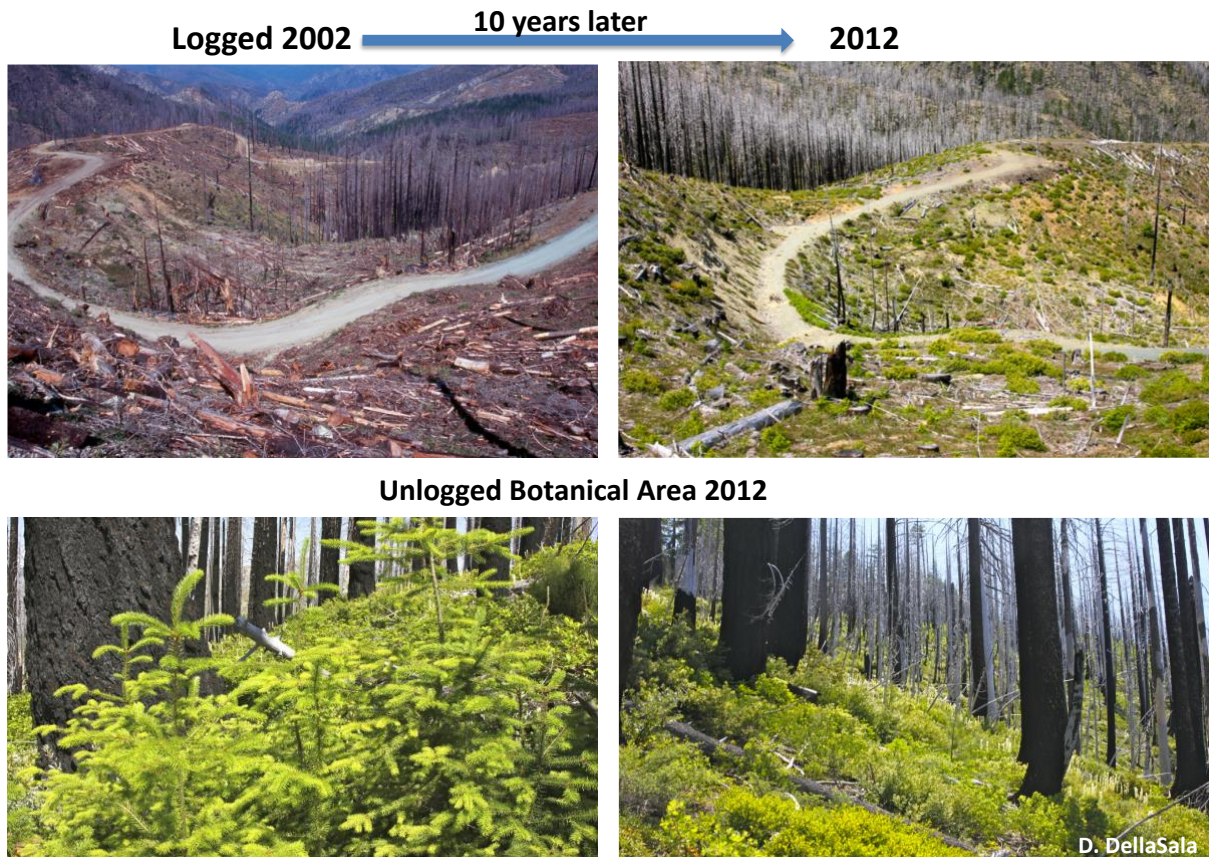 10 years later
Logged 2002
2012
Unlogged Botanical Area 2012
D. DellaSala